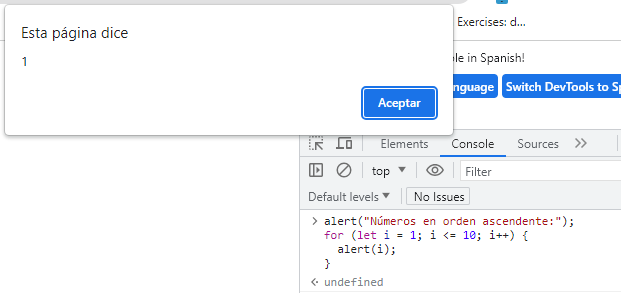 Esta página dice
1
Aceptar
Exercises: d...
le in Spanish!
nguage
Switch DevTools to Sp
Elements Console Sources
top Filter
Default levels No Issues
> alert("Números en orden ascendente:");
for (let i = 1; i <= 10; i++) {
alert(i);
}
undefined